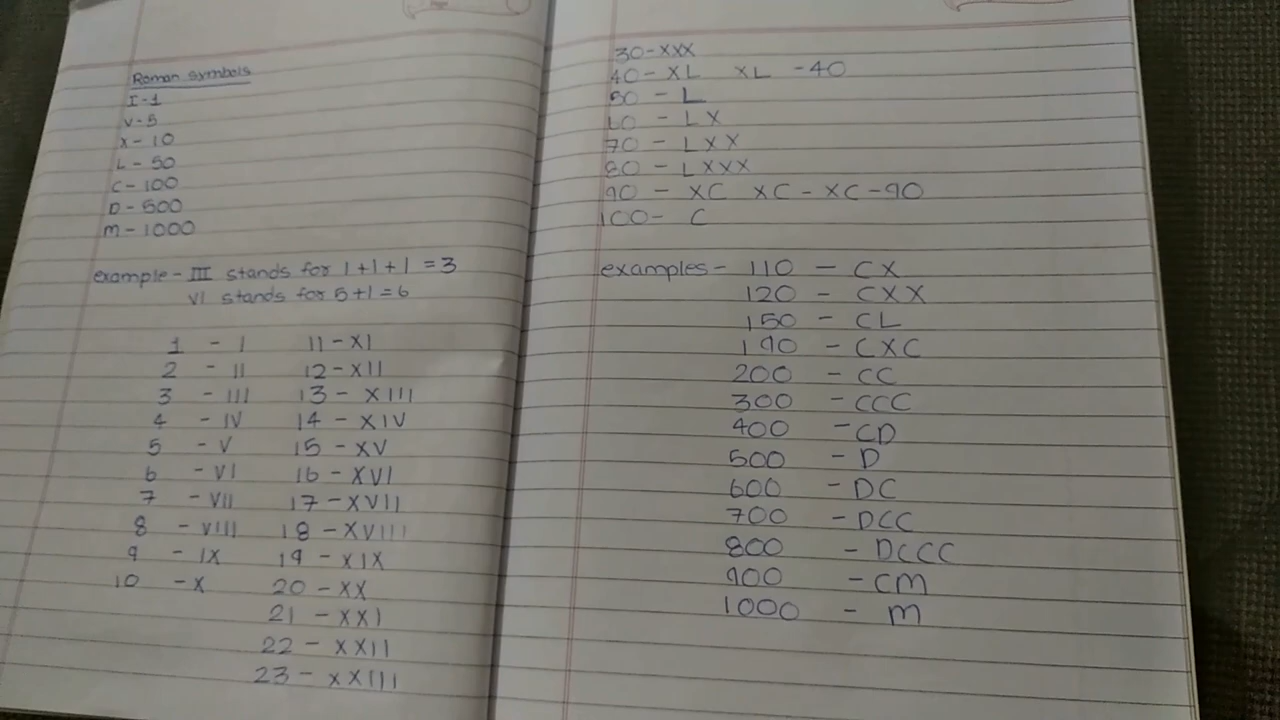 Roman symbols
I-1
V-5
X-10
L-50
C-100
D-500
M-1000
example- III stands for 1+1+1=3
VI stands for 5+1=6
1 - I 11-XI
2 - II 12-XII
3 - III 13- XIII
4 - IV 14-XIV
5 - V 15-XV
6 - VI 16-XVI
7 - VII 17-XVII
8 - VIII 18-XVIII
9 - IX 19-XIX
10 -X 20-XX
21 -XXI
22 - XXII
23 - XXIII
30-XXX
40-XL XL -40
50 - L
60 - LX
70 - LXX
80 - LXXX
90 - XC XC - XC-90
100- C
examples- 110 - CX
120 - CXX
150 - CL
190 - CXC
200 - CC
300 - CCC
400 - CD
500 - D
600 - DC
700 - DCC
800 - DCCC
900 - CM
1000 - M